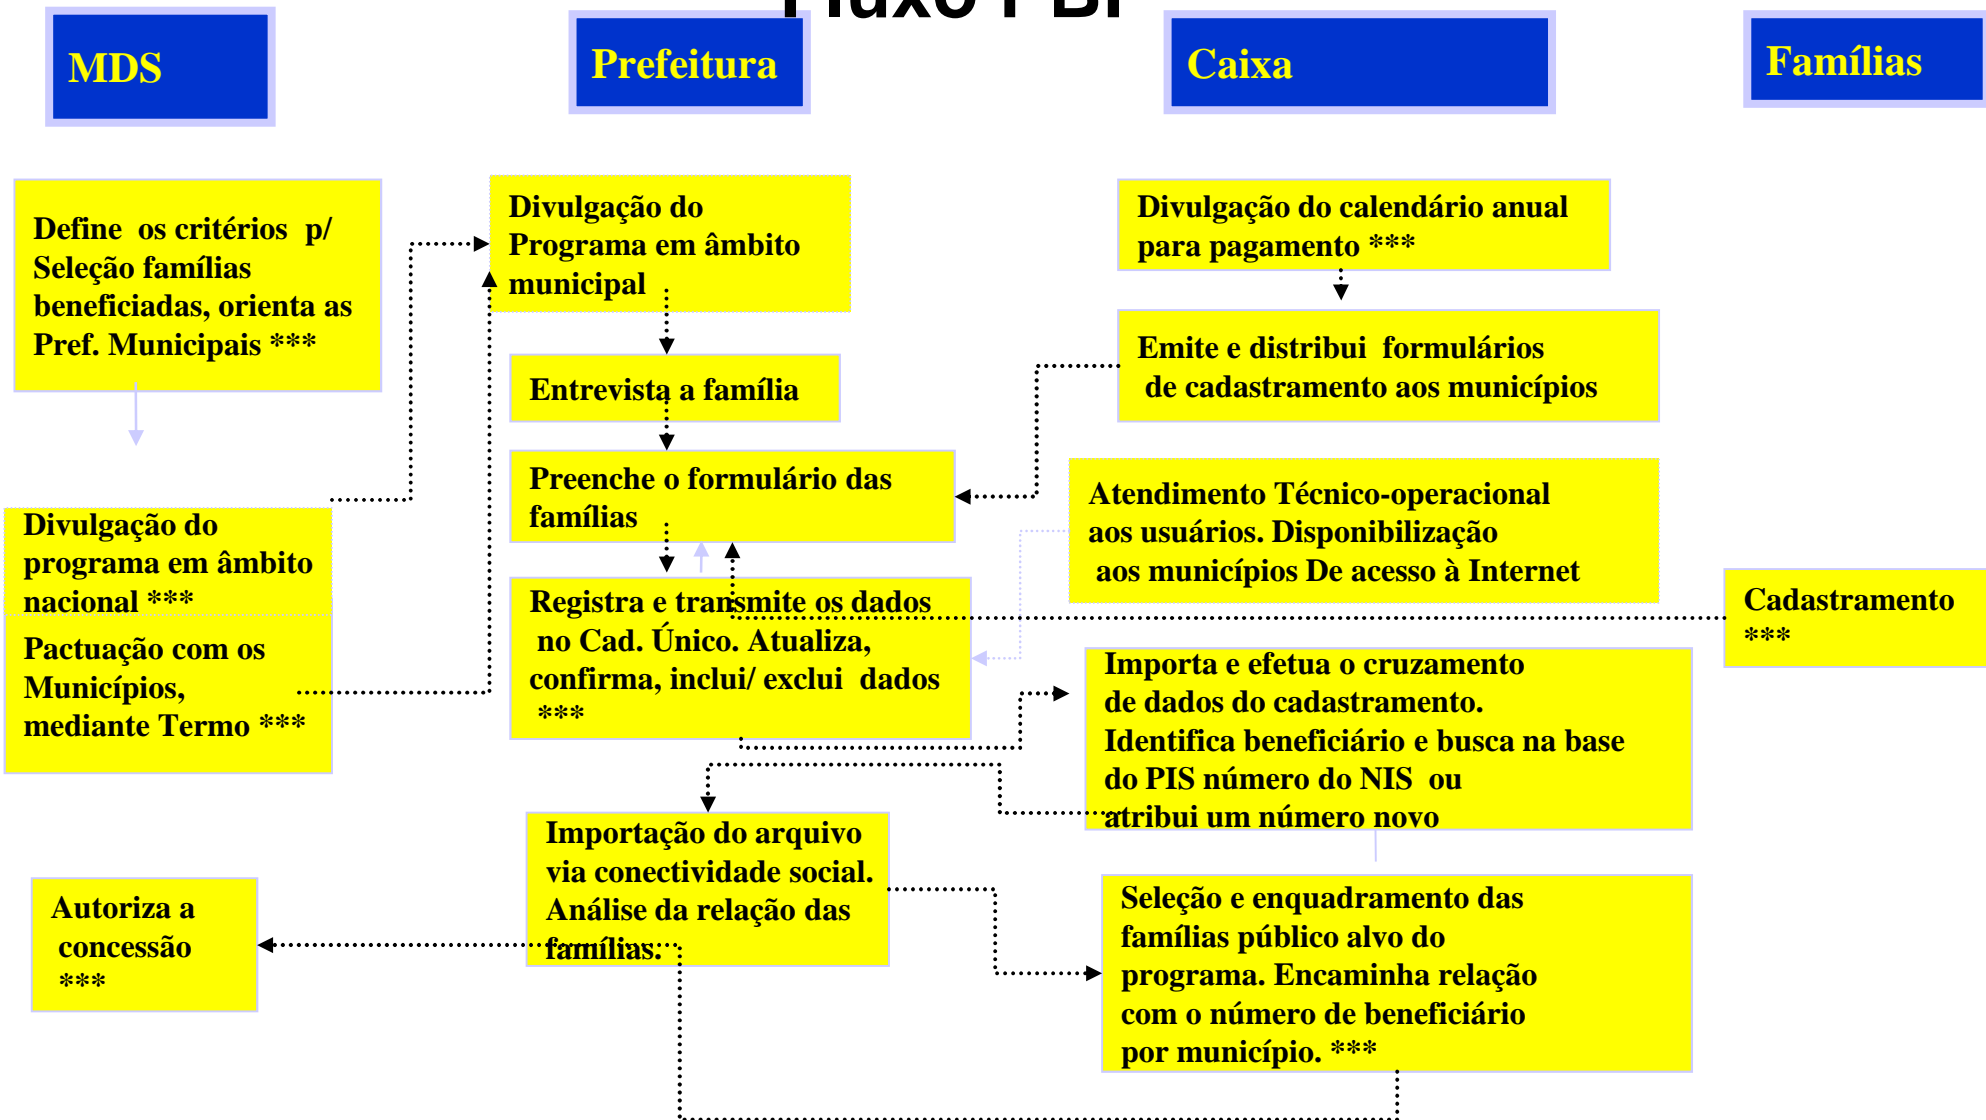 Fluxo PBF
MDS
Prefeitura
Caixa
Famílias
Define os critérios p/
Seleção famílias
beneficiadas, orienta as
Pref. Municipais ***
Divulgação do
programa em âmbito
nacional ***
Pactuação com os
Municípios,
mediante Termo ***
Autoriza a
concessão
***
Divulgação do
Programa em âmbito
municipal
Entrevista a família
Preenche o formulário das
famílias
Registra e transmite os dados
no Cad. Único. Atualiza,
confirma, inclui/ exclui dados
***
Importação do arquivo
via conectividade social.
Análise da relação das
famílias.
Divulgação do calendário anual
para pagamento ***
Emite e distribui formulários
de cadastramento aos municípios
Atendimento Técnico-operacional
aos usuários. Disponibilização
aos municípios De acesso à Internet
Importa e efetua o cruzamento
de dados do cadastramento.
Identifica beneficiário e busca na base
do PIS número do NIS ou
atribui um número novo
Seleção e enquadramento das
famílias público alvo do
programa. Encaminha relação
com o número de beneficiário
por município. ***
Cadastramento
***